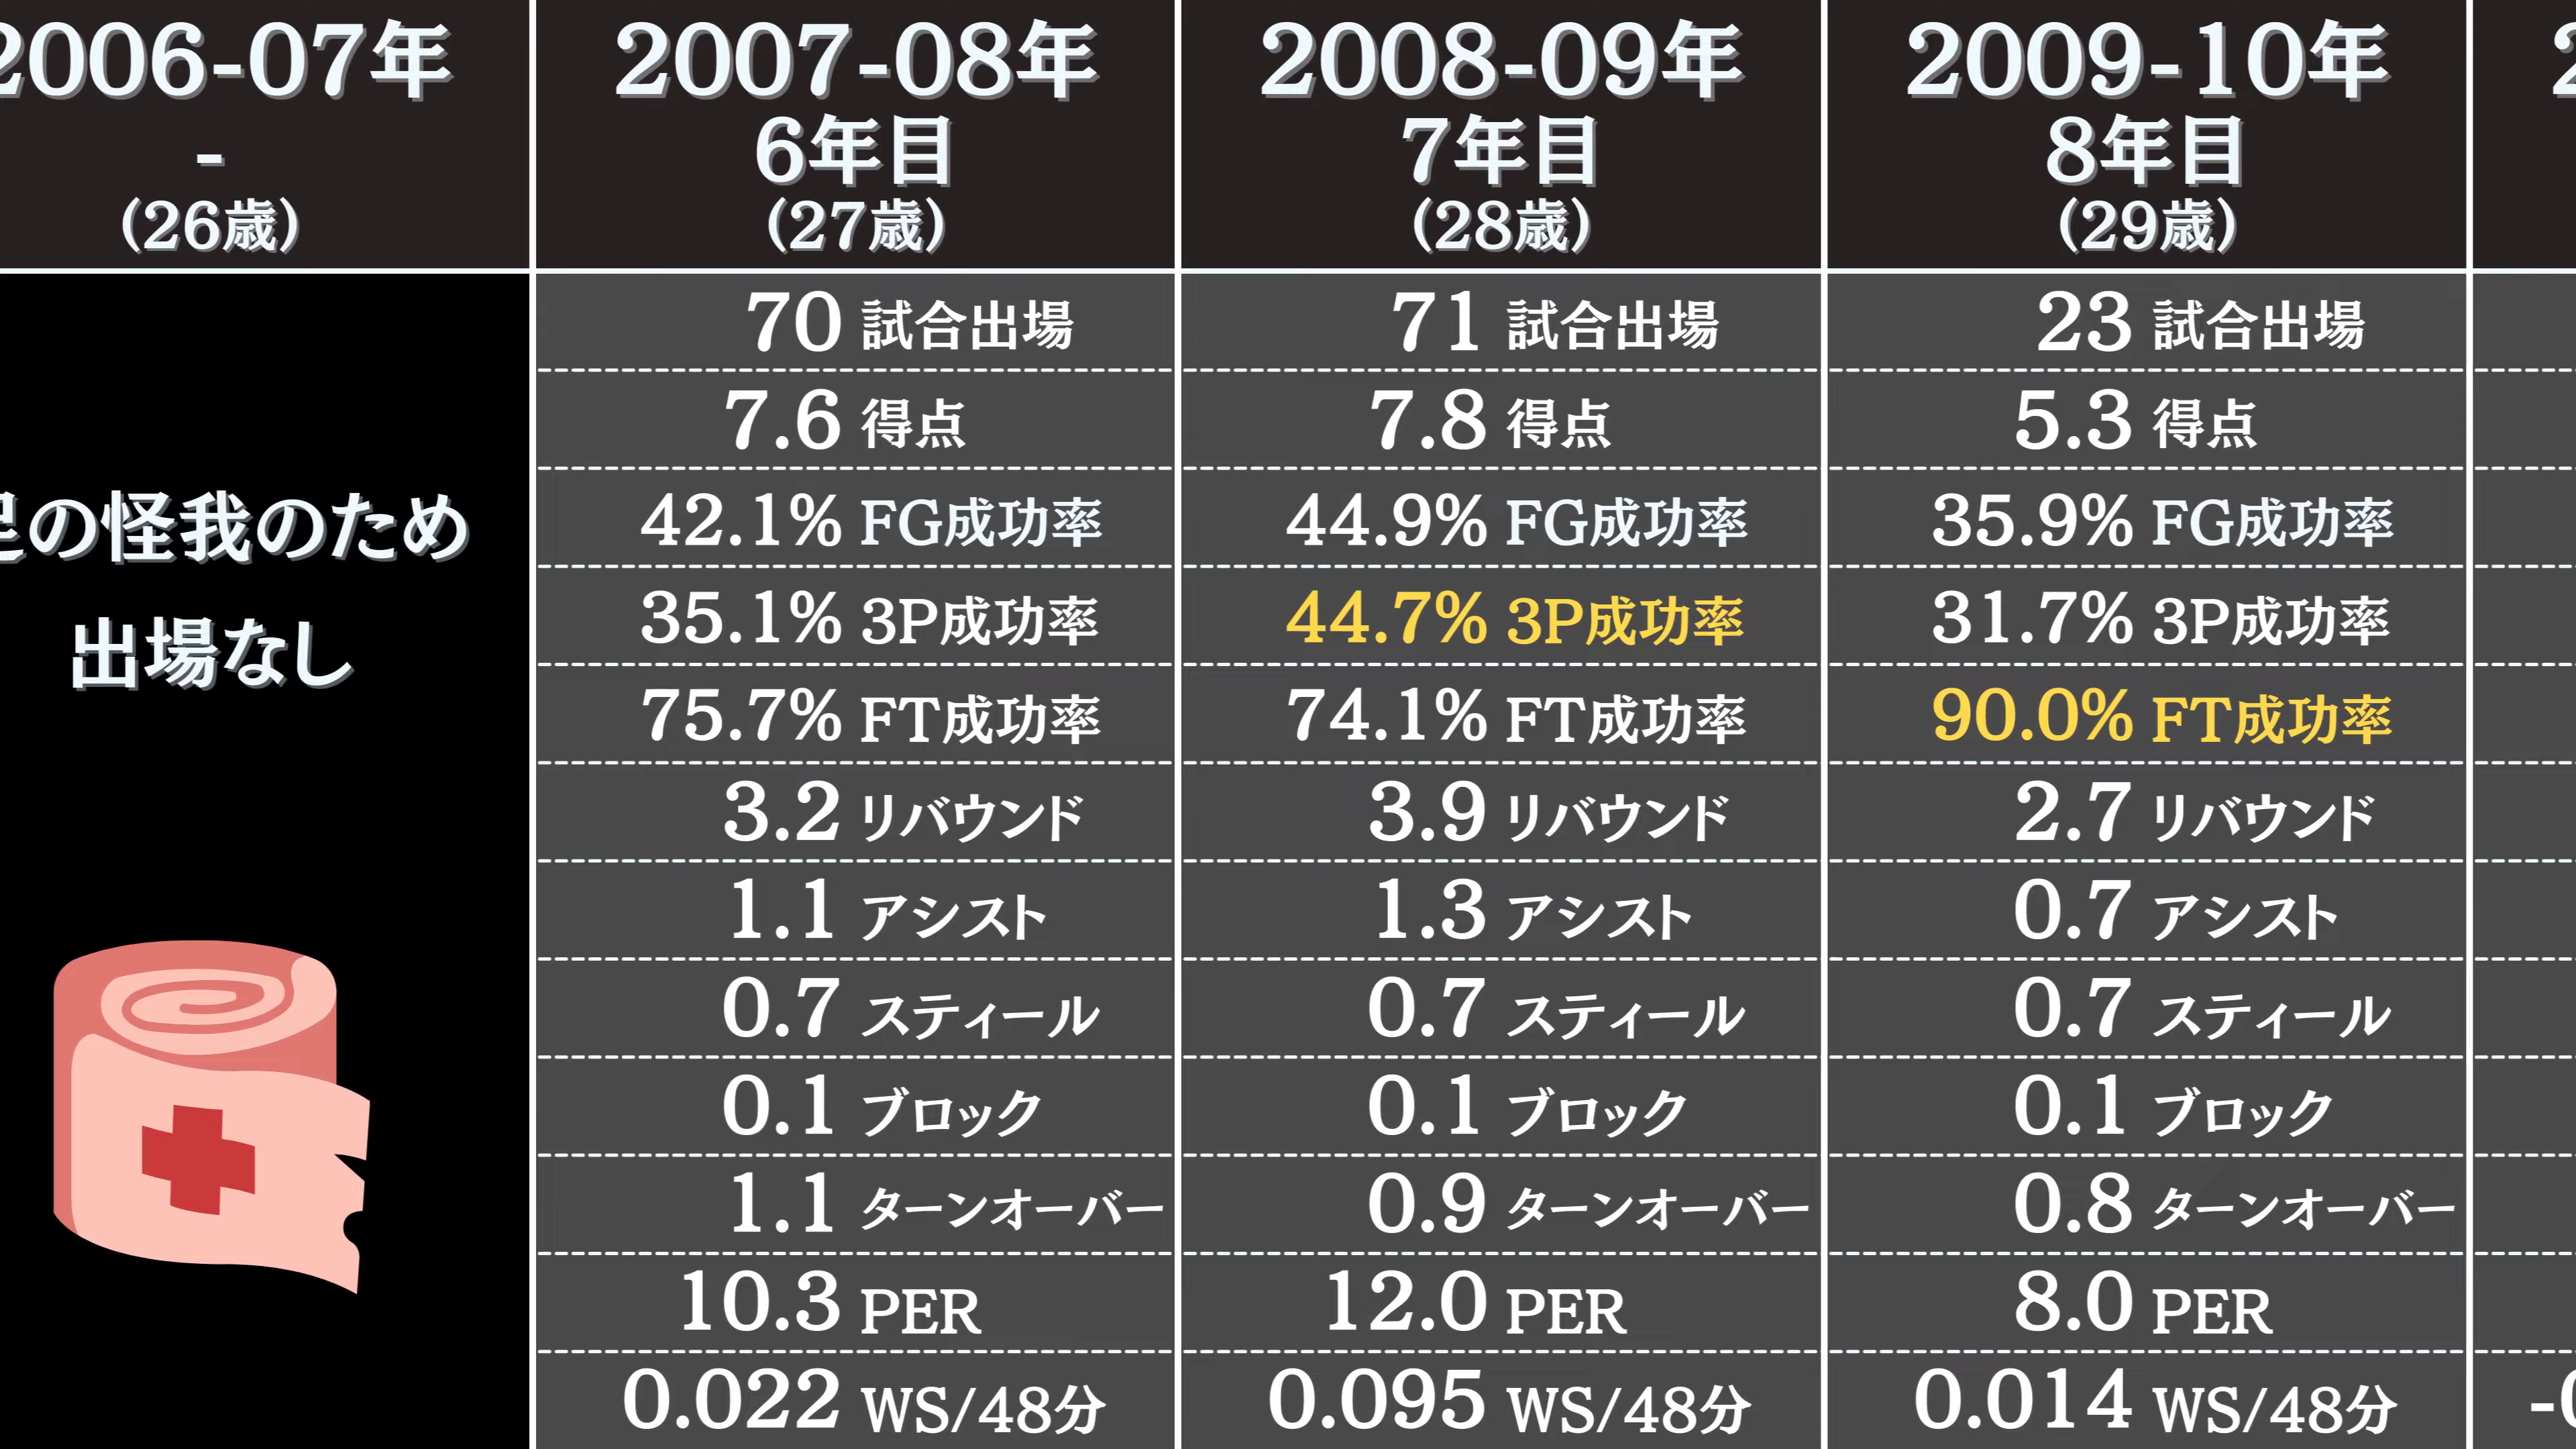 2006-07年
-
(26歳)
の怪我のため
出場なし
2007-08年
6年目
(27歳)
70 試合出場
7.6 得点
42.1% FG成功率
35.1% 3P成功率
75.7% FT成功率
3.2 リバウンド
1.1 アシスト
0.7 スティール
0.1 ブロック
1.1 ターンオーバー
10.3 PER
0.022 WS/48分
2008-09年
7年目
(28歳)
71 試合出場
7.8 得点
44.9% FG成功率
44.7% 3P成功率
74.1% FT成功率
3.9 リバウンド
1.3 アシスト
0.7 スティール
0.1 ブロック
0.9 ターンオーバー
12.0 PER
0.095 WS/48分
2009-10年
8年目
(29歳)
23 試合出場
5.3 得点
35.9% FG成功率
31.7% 3P成功率
90.0% FT成功率
2.7 リバウンド
0.7 アシスト
0.7 スティール
0.1 ブロック
0.8 ターンオーバー
8.0 PER
0.014 WS/48分